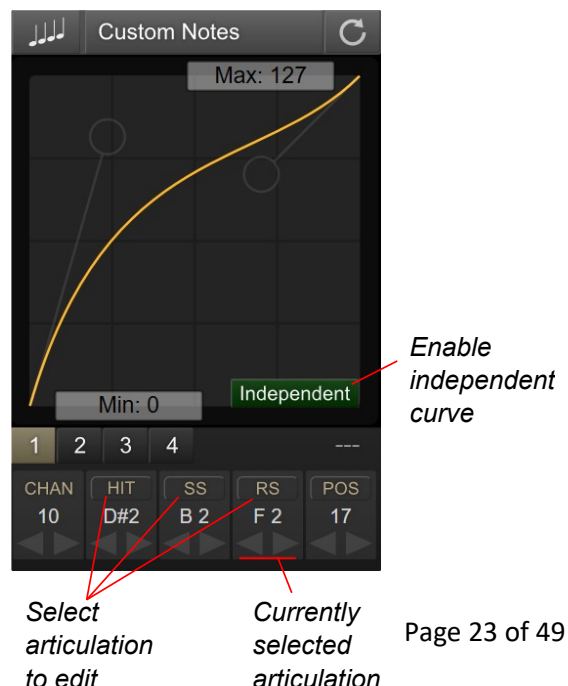 Custom Notes
Max: 127
Min: 0
Independent
Enable
independent
curve
1 2 3 4 ---
CHAN HIT SS RS POS
10 D#2 B 2 F 2 17
Select
articulation
to edit
Currently
selected
articulation
Page 23 of 49